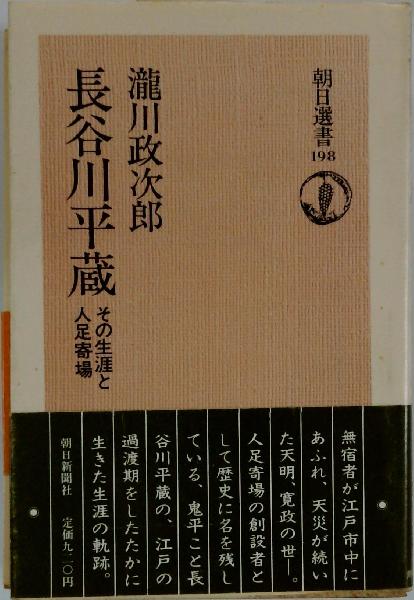 朝日選書
198
瀧川政次郎
長谷川平蔵
その生涯と
人足寄場
無宿者が江戸市中に
あふれ、天災が続い
た天明、寛政の世―。
人足寄場の創設者と
して歴史に名を残し
ている、鬼平こと長
谷川平蔵の、江戸の
過渡期をしたたかに
生きた生涯の軌跡。
朝日新聞社 定価九二〇円